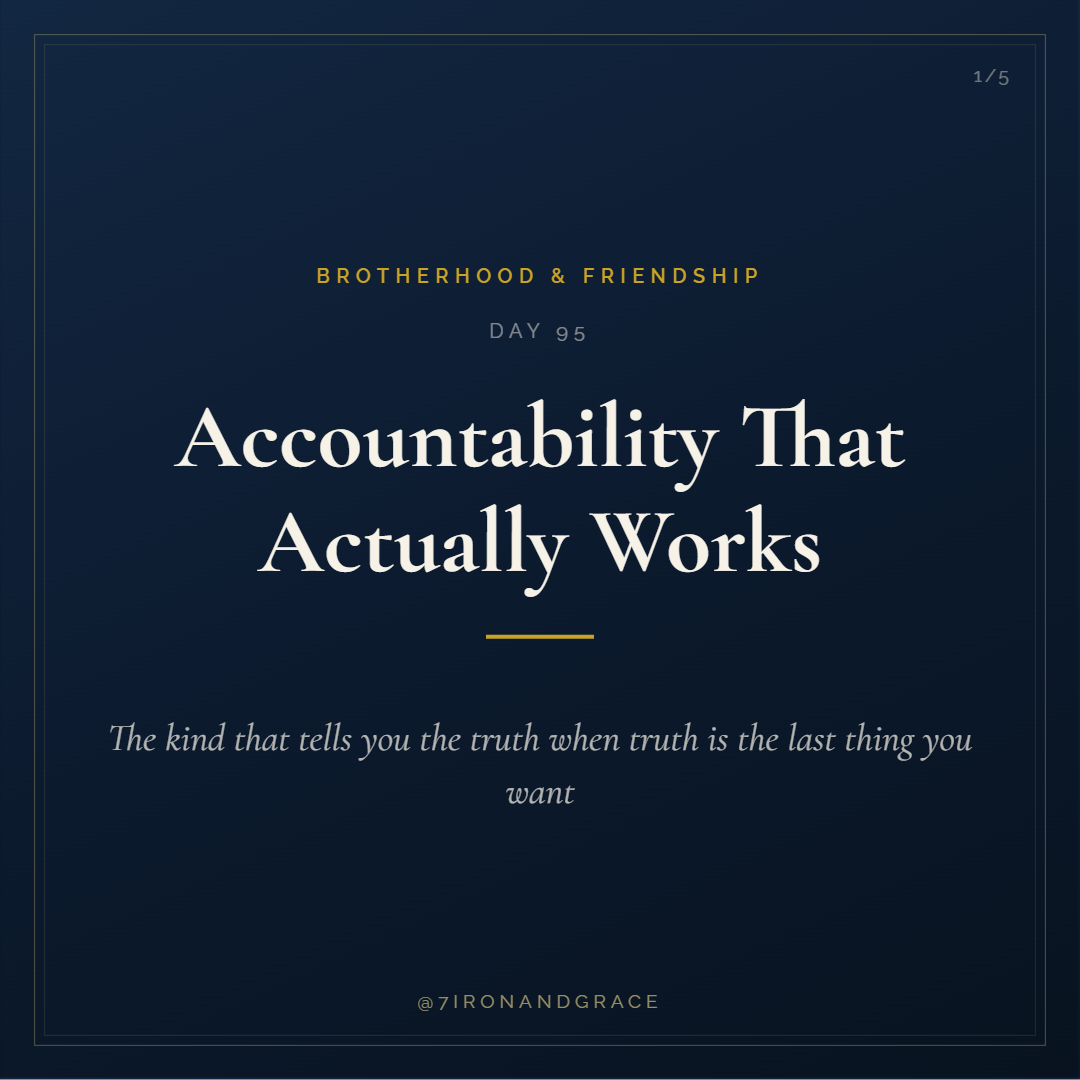 1/5
BROTHERHOOD & FRIENDSHIP
DAY 95
Accountability That
Actually Works
The kind that tells you the truth when truth is the last thing you
want
@7IRONANDGRACE